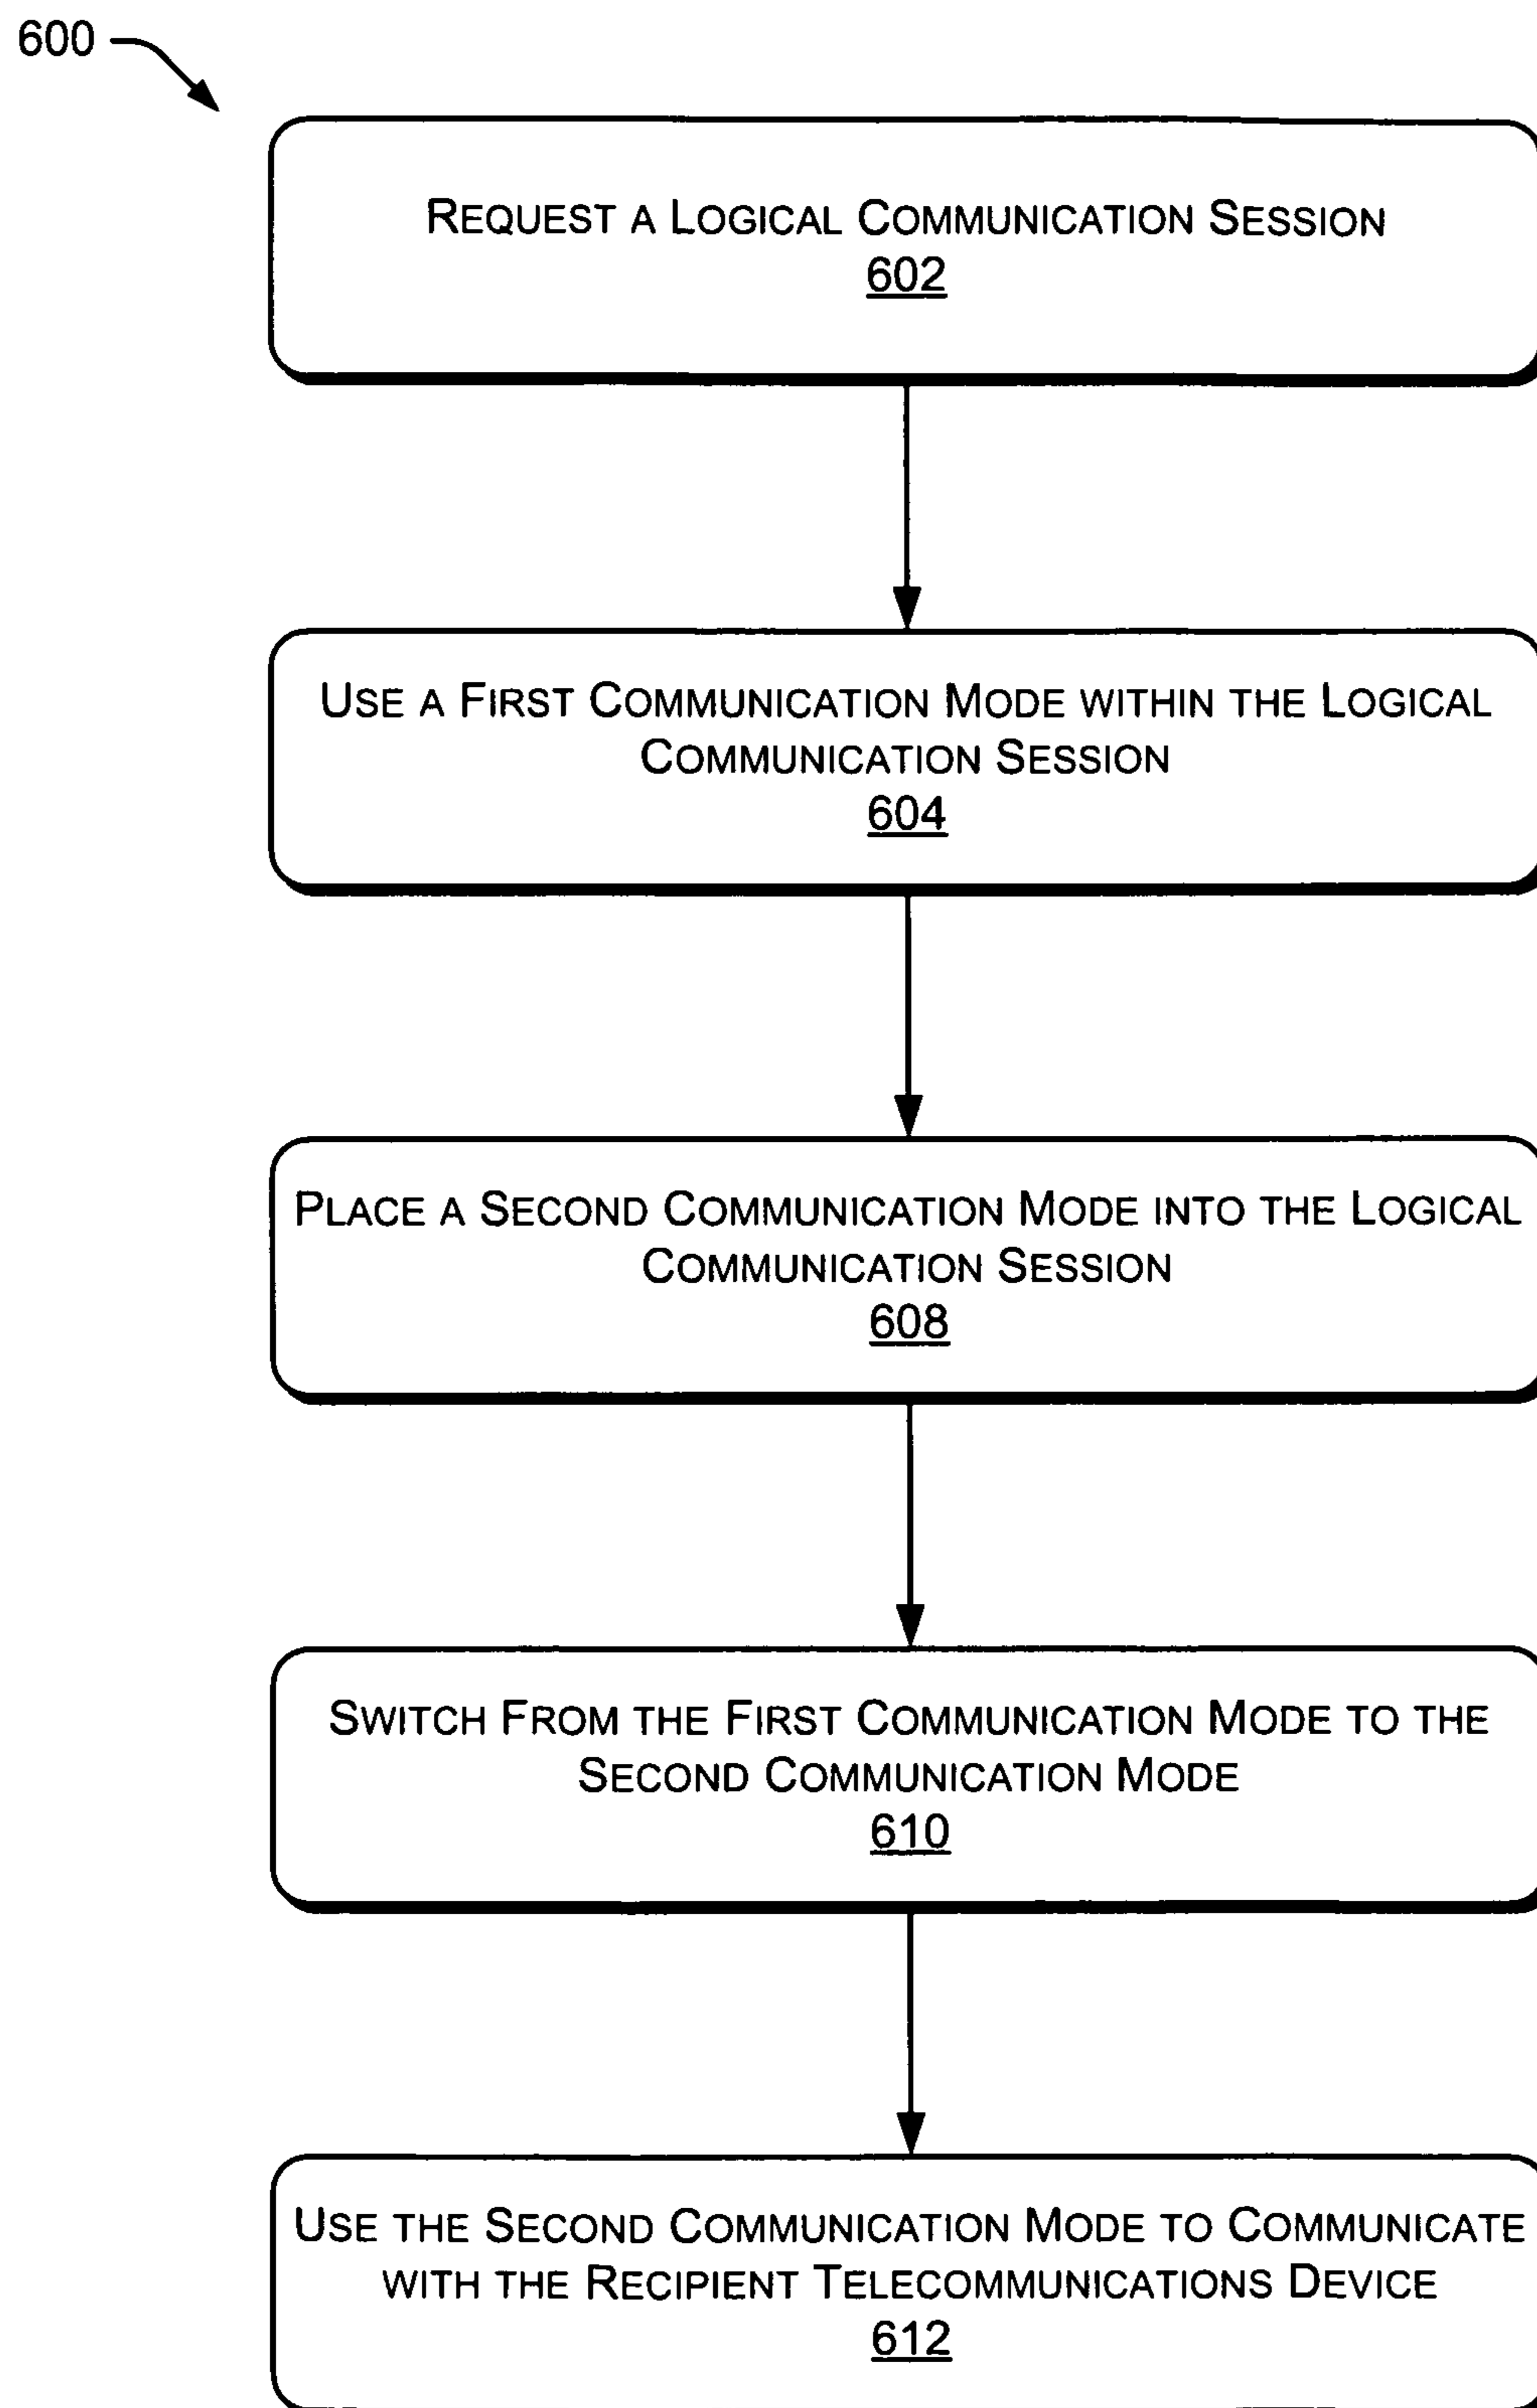 600
REQUEST A LOGICAL COMMUNICATION SESSION
602
USE A FIRST COMMUNICATION MODE WITHIN THE LOGICAL
COMMUNICATION SESSION
604
PLACE A SECOND COMMUNICATION MODE INTO THE LOGICAL
COMMUNICATION SESSION
608
SWITCH FROM THE FIRST COMMUNICATION MODE TO THE
SECOND COMMUNICATION MODE
610
USE THE SECOND COMMUNICATION MODE TO COMMUNICATE
WITH THE RECIPIENT TELECOMMUNICATIONS DEVICE
612